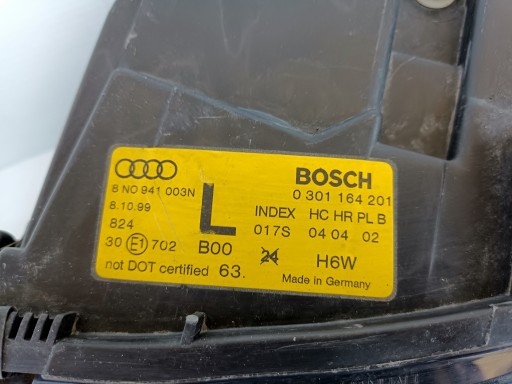 BOSCH
8 N0 941 003N
L
0 301 164 201
8.10.99
INDEX HC HR PL B
824
017S 04 04 02
30 E1 702 B00 24 H6W
not DOT certified 63.
Made in Germany